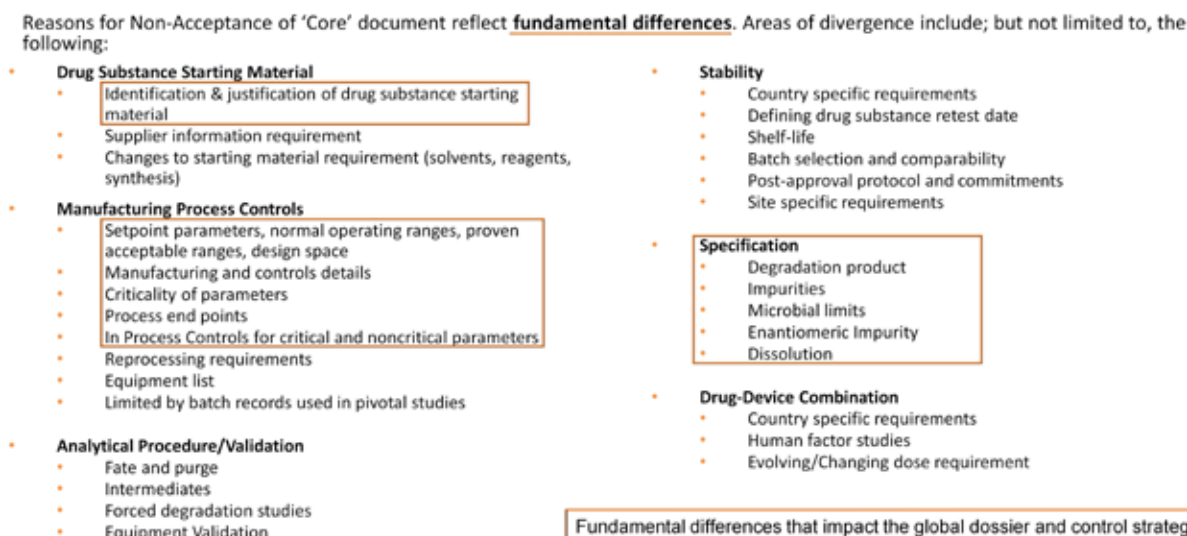 Reasons for Non-Acceptance of ‘Core’ document reflect fundamental differences. Areas of divergence include; but not limited to, the
following:
• Drug Substance Starting Material
• Identification & justification of drug substance starting
material
• Supplier information requirement
• Changes to starting material requirement (solvents, reagents,
synthesis)
• Manufacturing Process Controls
• Setpoint parameters, normal operating ranges, proven
acceptable ranges, design space
• Manufacturing and controls details
• Criticality of parameters
• Process end points
• In Process Controls for critical and noncritical parameters
• Reprocessing requirements
• Equipment list
• Limited by batch records used in pivotal studies
• Analytical Procedure/Validation
• Fate and purge
• Intermediates
• Forced degradation studies
• Equipment Validation
• Stability
• Country specific requirements
• Defining drug substance retest date
• Shelf-life
• Batch selection and comparability
• Post-approval protocol and commitments
• Site specific requirements
• Specification
• Degradation product
• Impurities
• Microbial limits
• Enantiomeric Impurity
• Dissolution
• Drug-Device Combination
• Country specific requirements
• Human factor studies
• Evolving/Changing dose requirement
Fundamental differences that impact the global dossier and control strateg